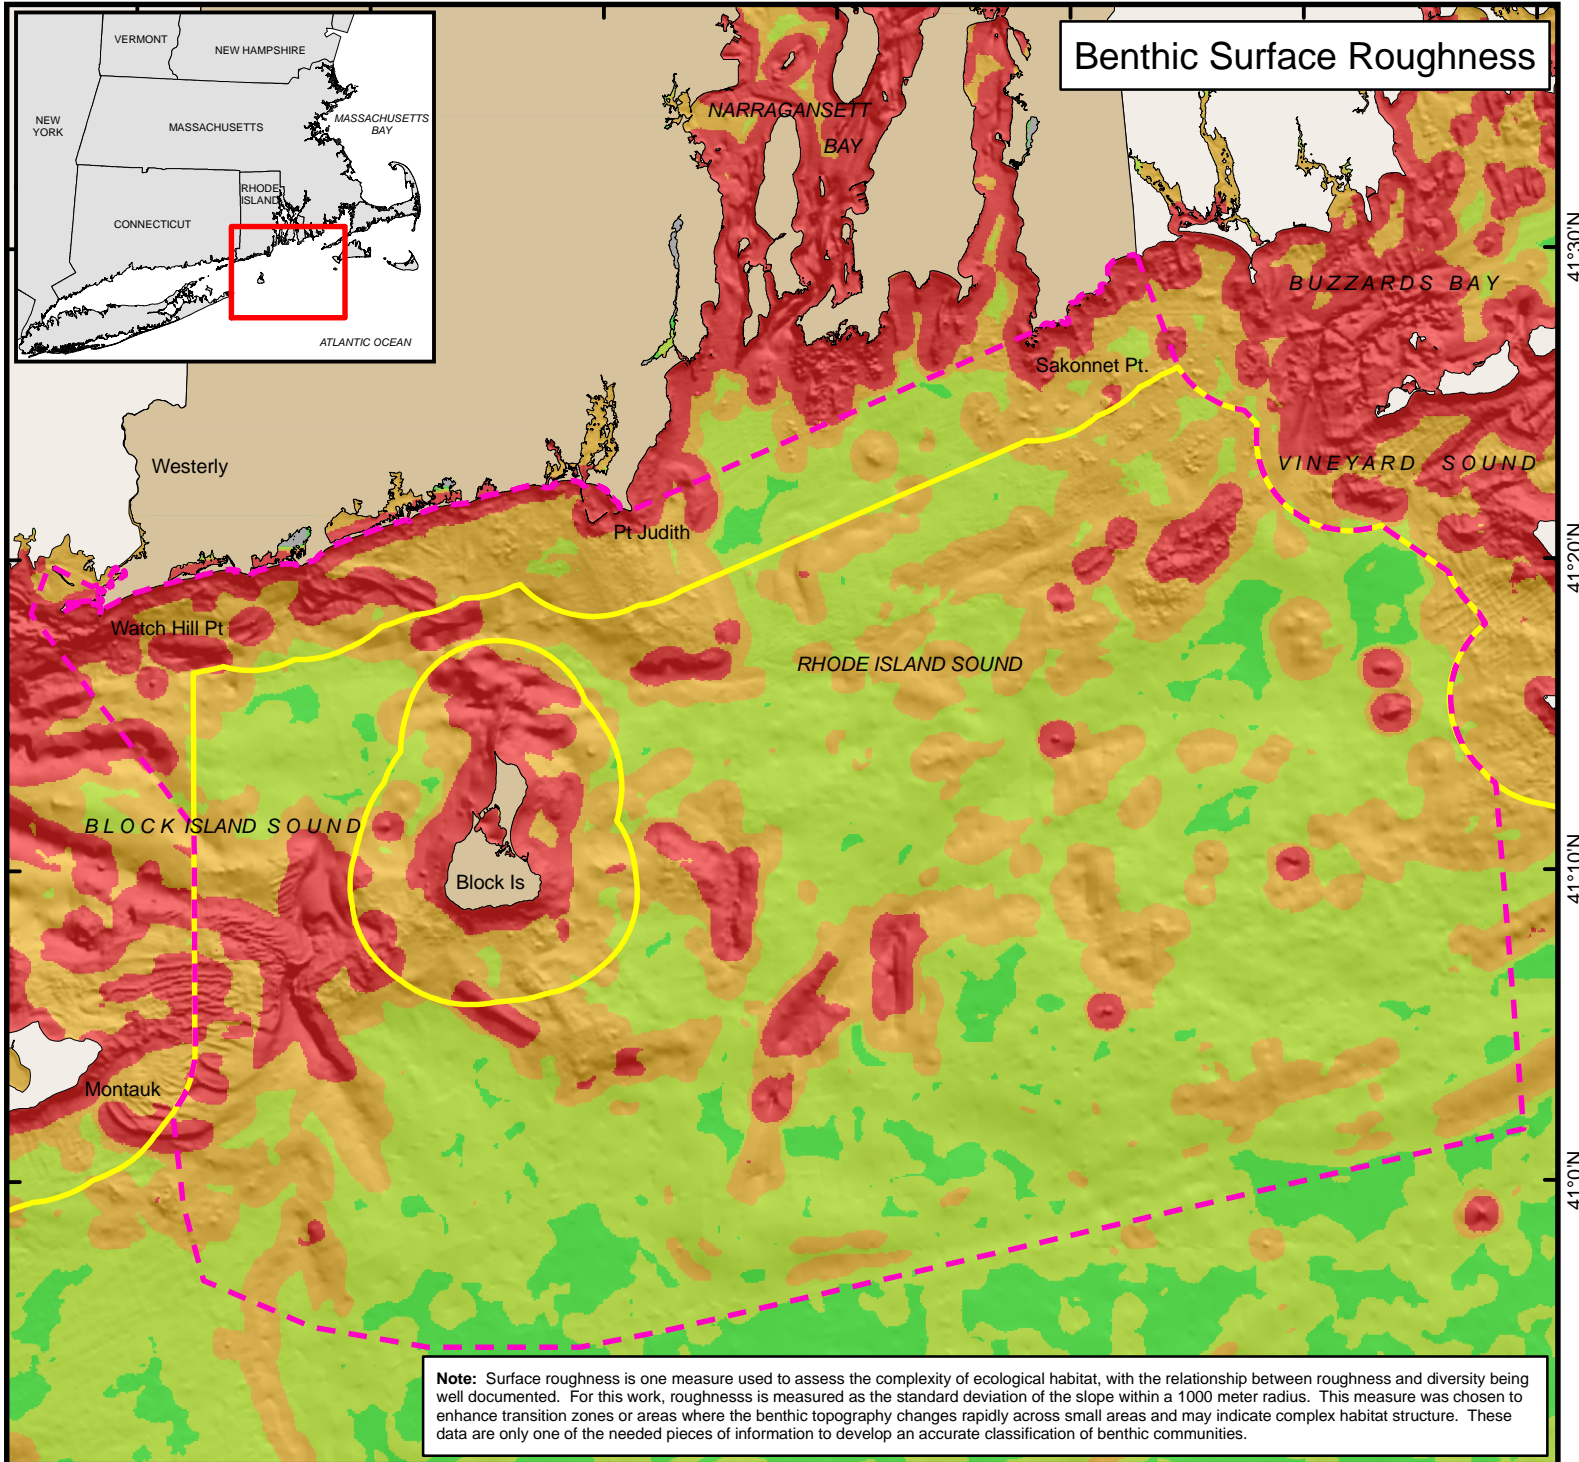 Benthic Surface Roughness
VERMONT
NEW HAMPSHIRE
NEW
YORK
MASSACHUSETTS
MASSACHUSETTS
BAY
RHODE
ISLAND
CONNECTICUT
ATLANTIC OCEAN
NARRAGANSETT
BAY
41°30'N
BUZZARDS BAY
Sakonnet Pt.
Westerly
VINEYARD SOUND
Pt Judith
41°20'N
Watch Hill Pt
RHODE ISLAND SOUND
BLOCK ISLAND SOUND
Block Is
41°10'N
Montauk
41°0'N
Note: Surface roughness is one measure used to assess the complexity of ecological habitat, with the relationship between roughness and diversity being
well documented. For this work, roughnesss is measured as the standard deviation of the slope within a 1000 meter radius. This measure was chosen to
enhance transition zones or areas where the benthic topography changes rapidly across small areas and may indicate complex habitat structure. These
data are only one of the needed pieces of information to develop an accurate classification of benthic communities.